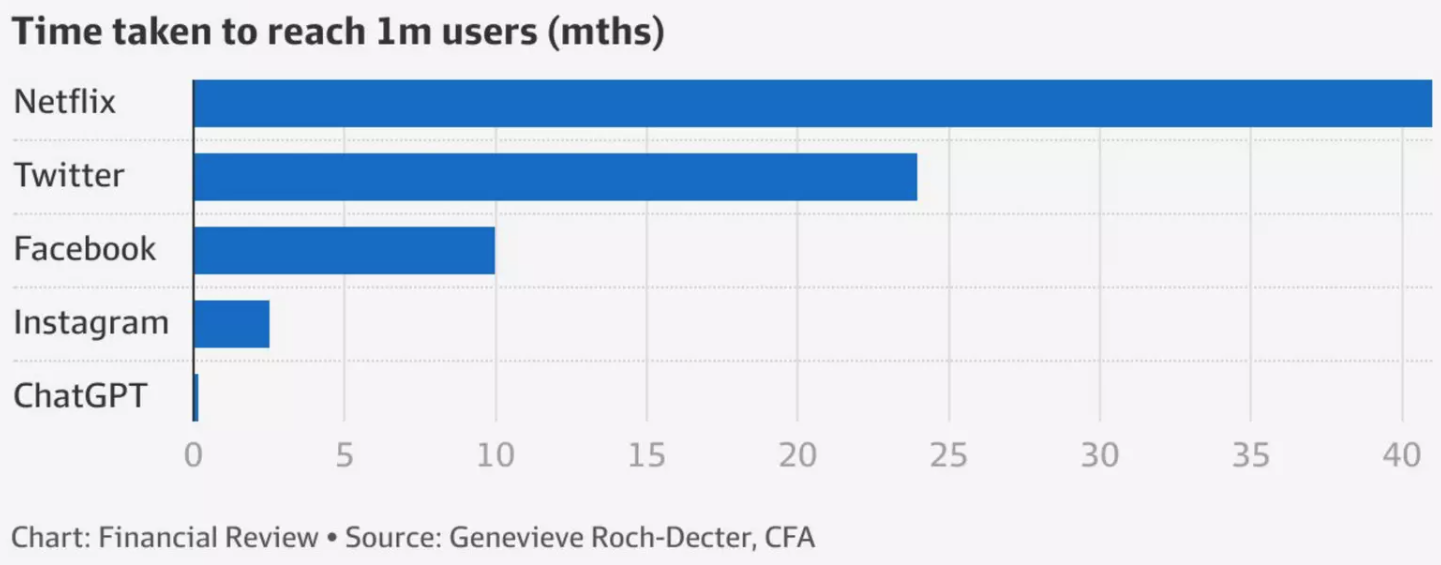 Time taken to reach 1m users (mths)
Netflix
Twitter
Facebook
Instagram
ChatGPT
0 5 10 15 20 25 30 35 40
Chart: Financial Review • Source: Genevieve Roch-Decter, CFA